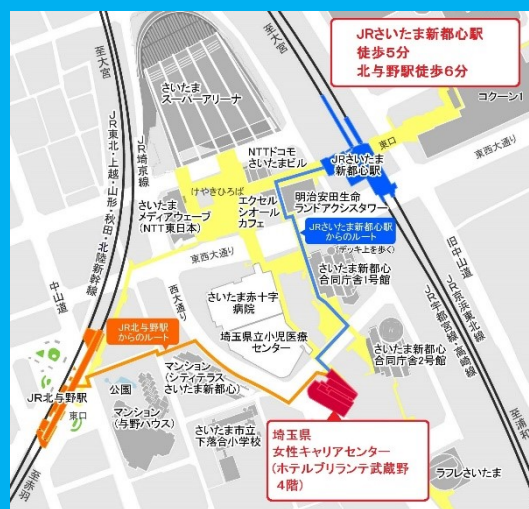 JRさいたま新都心駅
徒歩5分
北与野駅徒歩6分
至大宮
至大宮
コクーン1
さいたま
スーパーアリーナ
JR東北・上越・山形・秋田・北陸新幹線
JR埼京線
NTTドコモ
さいたまビル
東口
JRさいたま
新都心駅
東西大通り
けやきひろば
さいたま
メディアウェーブ
(NTT東日本)
エクセル
シオール
カフェ
明治安田生命
ランドアクシスタワー
JRさいたま新都心駅
からのルート
(デッキ上を歩く)
旧中山道
東西大通り
中山道
西大通り
さいたま新都心
合同庁舎1号館
さいたま赤十字
病院
JR京浜東北線
JR宇都宮線・高崎線
JR北与野駅
からのルート
埼玉県立小児医療
センター
さいたま新都心
合同庁舎2号館
至浦和
JR北与野駅
東口
公園
マンション
(シティテラス
さいたま新都心)
マンション
(与野ハウス)
さいたま市立
下落合小学校
埼玉県
女性キャリアセンター
(ホテルブリランテ武蔵野
4階)
ラフレさいたま
至赤羽